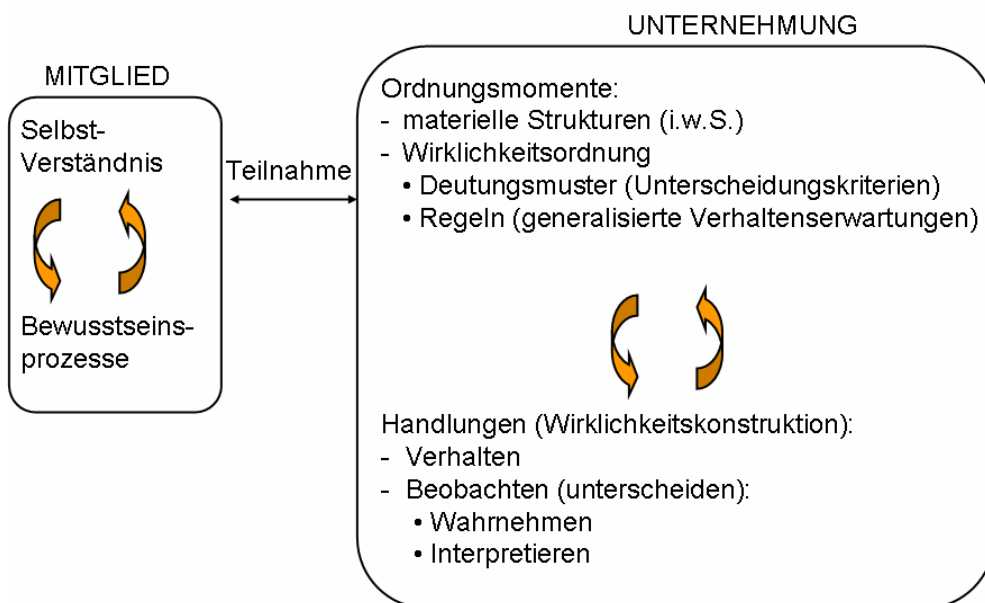 UNTERNEHMUNG
MITGLIED
Selbst-
Verständnis
Bewusstseins-
prozesse
Teilnahme
Ordnungsmomente:
- materielle Strukturen (i.w.S.)
- Wirklichkeitsordnung
• Deutungsmuster (Unterscheidungskriterien)
• Regeln (generalisierte Verhaltenserwartungen)
Handlungen (Wirklichkeitskonstruktion):
- Verhalten
- Beobachten (unterscheiden):
• Wahrnehmen
• Interpretieren